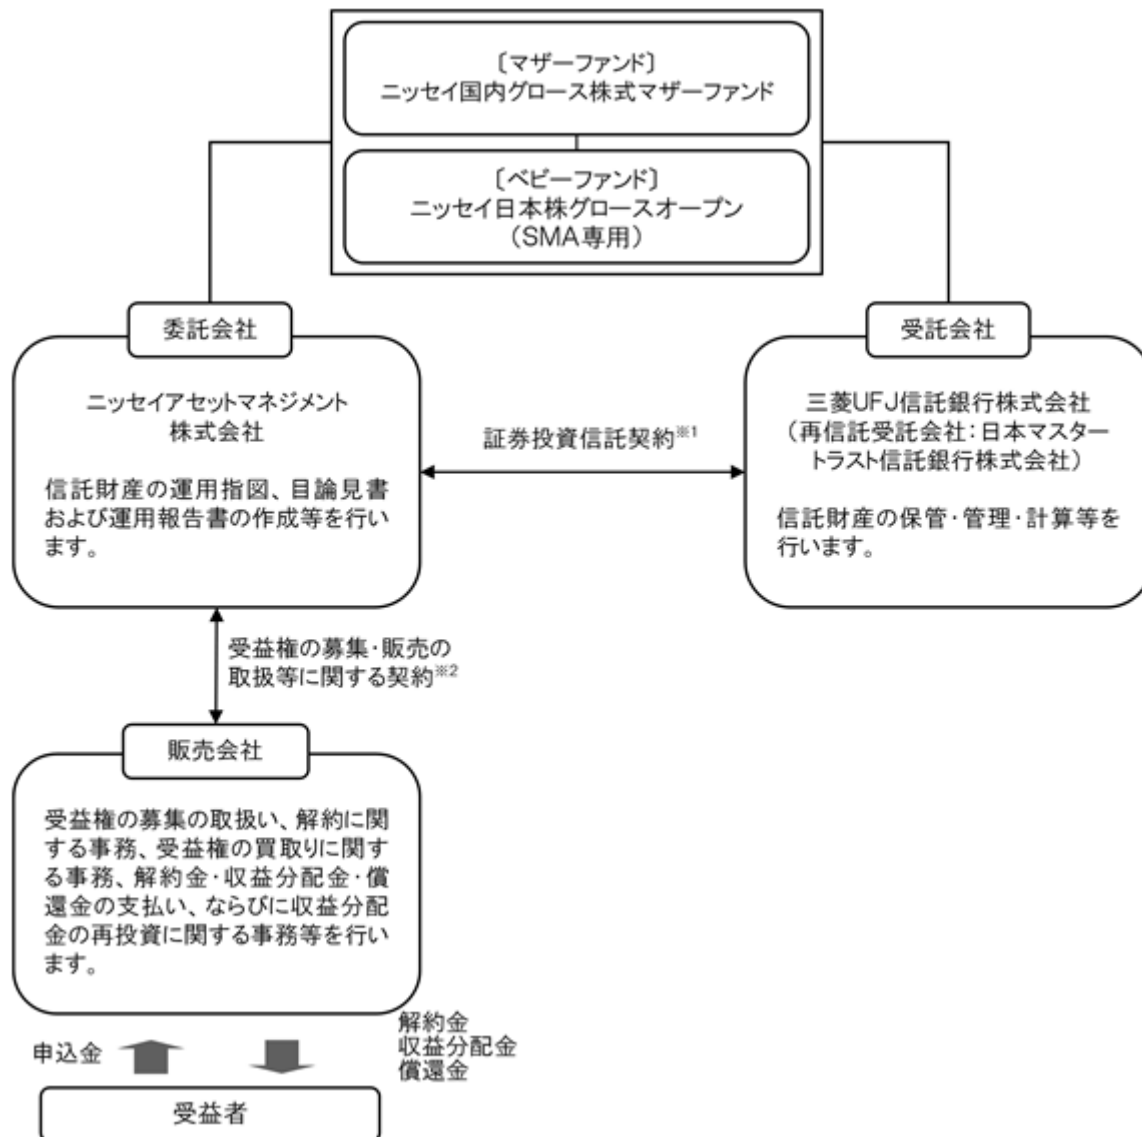 〔マザーファンド〕
ニッセイ国内グロース株式マザーファンド
〔ベビーファンド〕
ニッセイ日本株グロースオープン
（SMA専用）
委託会社
ニッセイアセットマネジメント
株式会社
信託財産の運用指図、目論見書
および運用報告書の作成等を行い
ます。
証券投資信託契約※1
受託会社
三菱UFJ信託銀行株式会社
（再信託受託会社：日本マスター
トラスト信託銀行株式会社）
信託財産の保管・管理・計算等を
行います。
受益権の募集・販売の
取扱等に関する契約※2
販売会社
受益権の募集の取扱い、解約に関
する事務、受益権の買取りに関す
る事務、解約金・収益分配金・償
還金の支払い、ならびに収益分配
金の再投資に関する事務等を行い
ます。
申込金
解約金
収益分配金
償還金
受益者